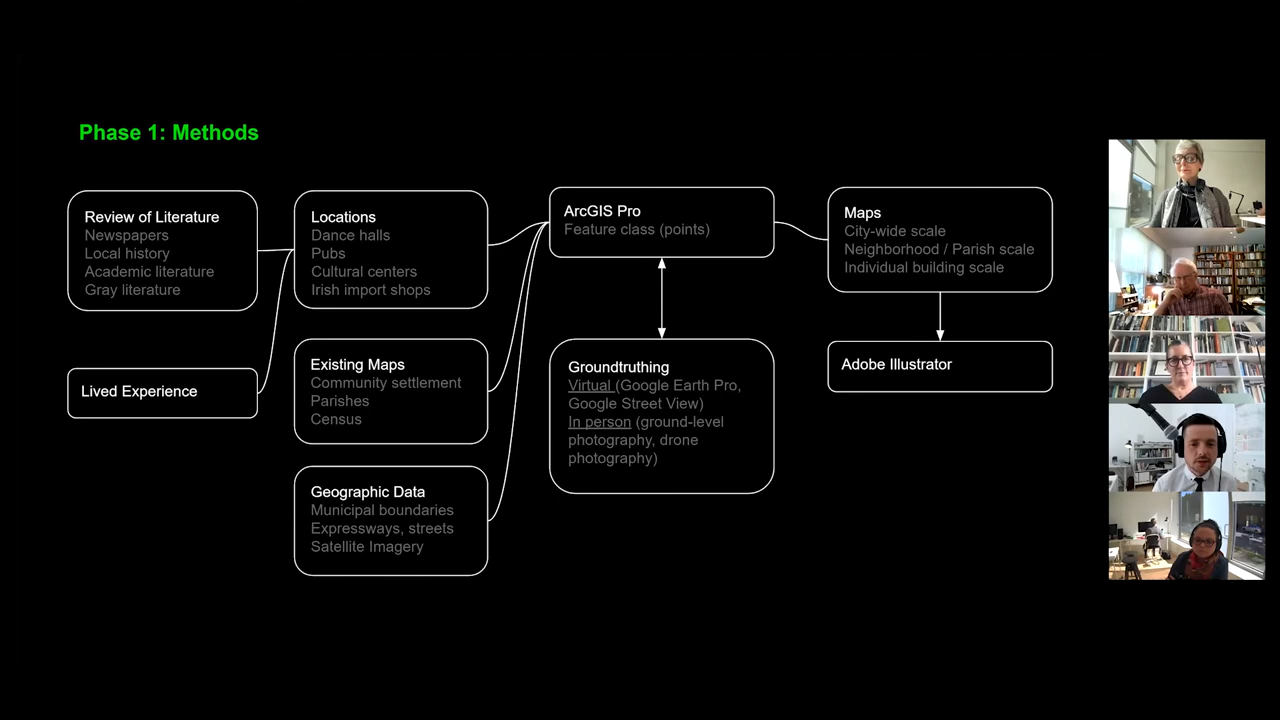 Phase 1: Methods
Review of Literature
Newspapers
Local history
Academic literature
Gray literature
Lived Experience
Locations
Dance halls
Pubs
Cultural centers
Irish import shops
Existing Maps
Community settlement
Parishes
Census
Geographic Data
Municipal boundaries
Expressways, streets
Satellite Imagery
ArcGIS Pro
Feature class (points)
Groundtruthing
Virtual (Google Earth Pro,
Google Street View)
In person (ground-level
photography, drone
photography)
Maps
City-wide scale
Neighborhood / Parish scale
Individual building scale
Adobe Illustrator